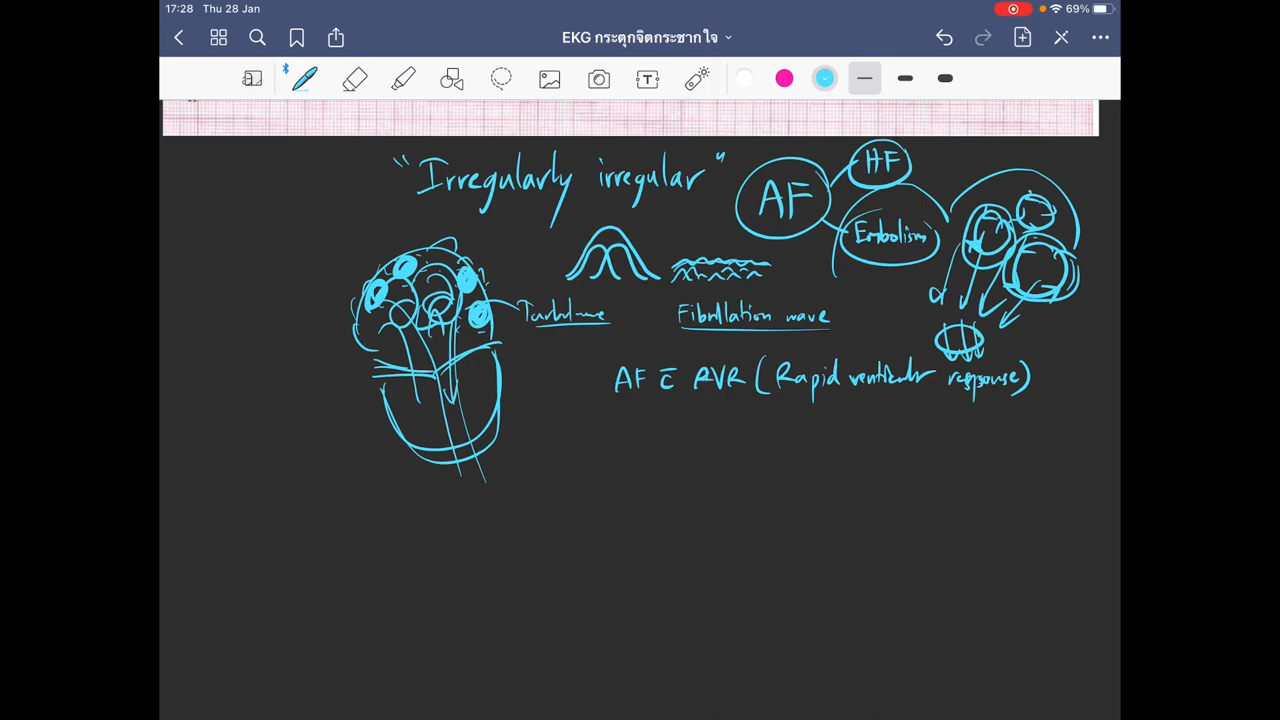 17:28 Thu 28 Jan
69%
EKG กระตุกจิตกระชากใจ
T
"Irregularly irregular"
AF
HF
Embolism
Fibrillation wave
AF c̄ RVR (Rapid ventricular response)